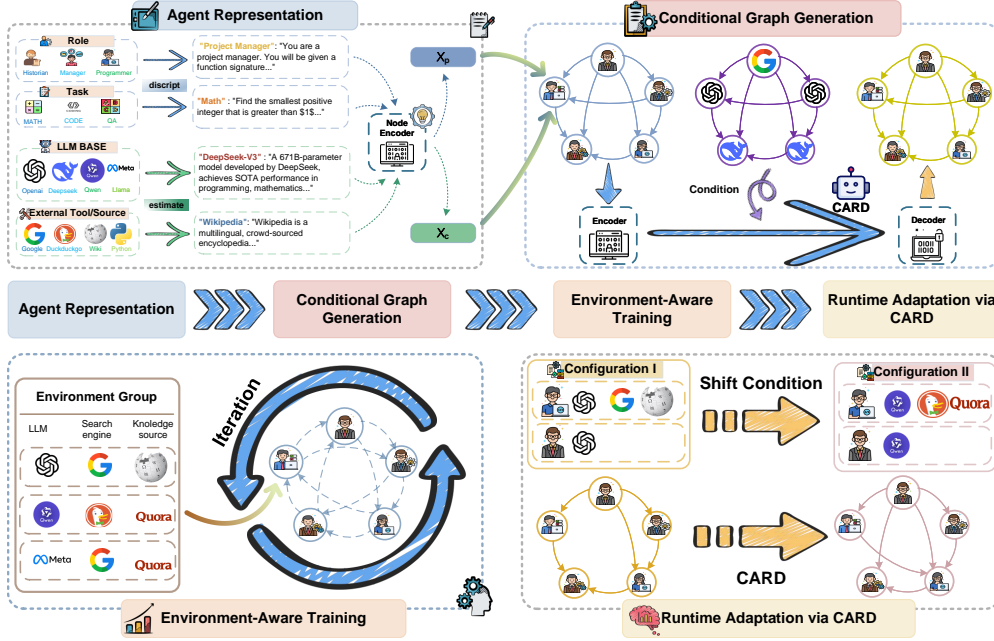 Agent Representation
Role
Historian Manager Programmer
Task
MATH CODE QA
LLM BASE
Openai Deepseek Qwen Llama
Qwen
Meta
External Tool/Source
Google Duckduckgo Wiki Python
discript
estimate
"Project Manager": "You are a
project manager. You will be given a
function signature..."
"Math" : "Find the smallest positive
integer that is greater than $1$...
"DeepSeek-V3": "A 671B-parameter
model developed by DeepSeek,
achieves SOTA performance in
programming, mathematics..."
"Wikipedia": "Wikipedia is a
multilingual, crowd-sourced
encyclopedia..."
Node
Encoder
Xp
Xc
Conditional Graph Generation
Condition
CARD
Encoder
Decoder
Agent Representation
Conditional Graph
Generation
Environment-Aware
Training
Runtime Adaptation via
CARD
Environment Group
LLM Search
engine Knoledge
source
Qwen
Quora
Meta
Quora
Iteration
Environment-Aware Training
Configuration I
Shift Condition
Configuration II
Qwen
Quora
Qwen
CARD
Runtime Adaptation via CARD